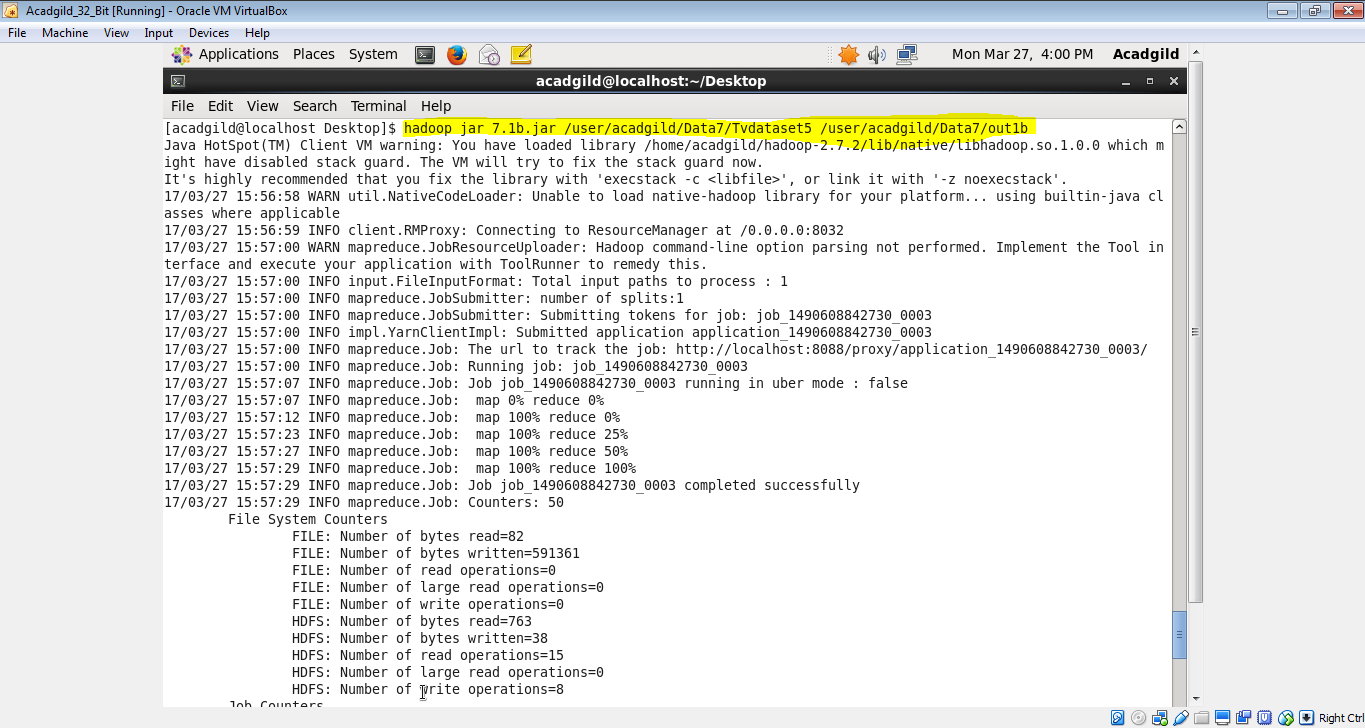 Acadgild_32_Bit [Running] - Oracle VM VirtualBox
File Machine View Input Devices Help
Applications Places System Mon Mar 27, 4:00 PM Acadgild
acadgild@localhost:~/Desktop
File Edit View Search Terminal Help
[acadgild@localhost Desktop]$ hadoop jar 7.1b.jar /user/acadgild/Data7/Tvdataset5 /user/acadgild/Data7/out1b
Java HotSpot(TM) Client VM warning: You have loaded library /home/acadgild/hadoop-2.7.2/lib/native/libhadoop.so.1.0.0 which m
ight have disabled stack guard. The VM will try to fix the stack guard now.
It's highly recommended that you fix the library with 'execstack -c <libfile>', or link it with '-z noexecstack'.
17/03/27 15:56:58 WARN util.NativeCodeLoader: Unable to load native-hadoop library for your platform... using builtin-java cl
asses where applicable
17/03/27 15:56:59 INFO client.RMProxy: Connecting to ResourceManager at /0.0.0.0:8032
17/03/27 15:57:00 WARN mapreduce.JobResourceUploader: Hadoop command-line option parsing not performed. Implement the Tool in
terface and execute your application with ToolRunner to remedy this.
17/03/27 15:57:00 INFO input.FileInputFormat: Total input paths to process : 1
17/03/27 15:57:00 INFO mapreduce.JobSubmitter: number of splits:1
17/03/27 15:57:00 INFO mapreduce.JobSubmitter: Submitting tokens for job: job_1490608842730_0003
17/03/27 15:57:00 INFO impl.YarnClientImpl: Submitted application application_1490608842730_0003
17/03/27 15:57:00 INFO mapreduce.Job: The url to track the job: http://localhost:8088/proxy/application_1490608842730_0003/
17/03/27 15:57:00 INFO mapreduce.Job: Running job: job_1490608842730_0003
17/03/27 15:57:07 INFO mapreduce.Job: Job job_1490608842730_0003 running in uber mode : false
17/03/27 15:57:07 INFO mapreduce.Job:  map 0% reduce 0%
17/03/27 15:57:12 INFO mapreduce.Job:  map 100% reduce 0%
17/03/27 15:57:23 INFO mapreduce.Job:  map 100% reduce 25%
17/03/27 15:57:27 INFO mapreduce.Job:  map 100% reduce 50%
17/03/27 15:57:29 INFO mapreduce.Job:  map 100% reduce 100%
17/03/27 15:57:29 INFO mapreduce.Job: Job job_1490608842730_0003 completed successfully
17/03/27 15:57:29 INFO mapreduce.Job: Counters: 50
File System Counters
FILE: Number of bytes read=82
FILE: Number of bytes written=591361
FILE: Number of read operations=0
FILE: Number of large read operations=0
FILE: Number of write operations=0
HDFS: Number of bytes read=763
HDFS: Number of bytes written=38
HDFS: Number of read operations=15
HDFS: Number of large read operations=0
HDFS: Number of write operations=8
Job Counters
Right Ctrl